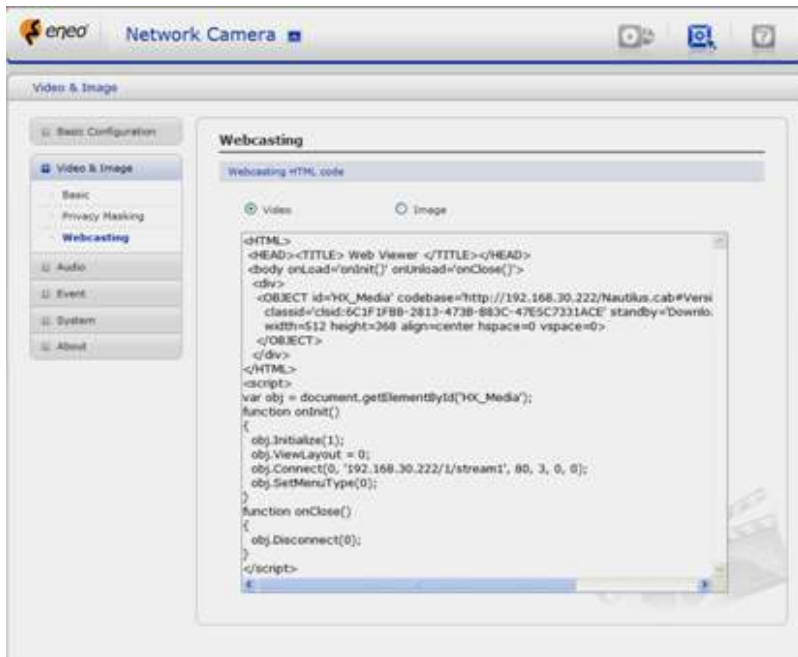 eneo Network Camera
Video & Image
Basic Configuration
Video & Image
Basic
Privacy Masking
Webcasting
Audio
Event
System
About
Webcasting
Webcasting HTML code
Video Image
<HTML>
<HEAD><TITLE> Web Viewer </TITLE></HEAD>
<body onLoad='onInit()' onUnload='onClose()'>
<div>
<OBJECT id='HX_Media' codebase='http://192.168.30.222/Nautilus.cab#Versi
classid='clsid:6C1F1FBB-2813-473B-B83C-47E5C7331ACE' standby='Downlo.
width=512 height=368 align=center hspace=0 vspace=0>
</OBJECT>
</div>
</HTML>
<script>
var obj = document.getElementById('HX_Media');
function onInit()
{
obj.Initialize(1);
obj.ViewLayout = 0;
obj.Connect(0, '192.168.30.222/1/stream1', 80, 3, 0, 0);
obj.SetMenuType(0);
}
function onClose()
{
obj.Disconnect(0);
}
</script>